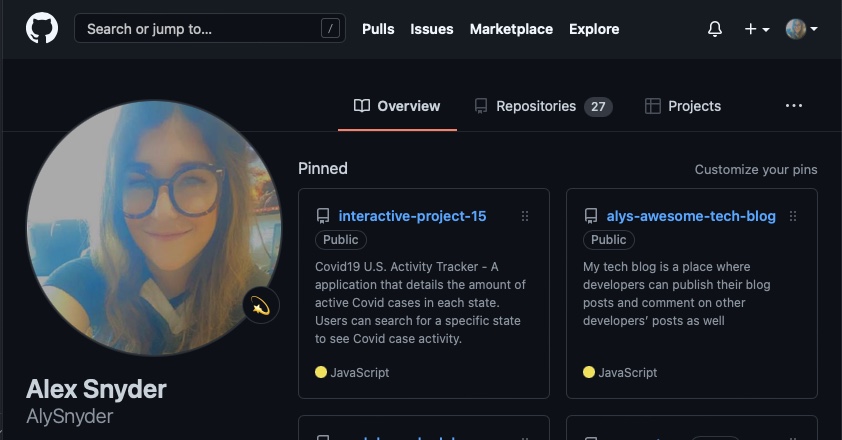 Search or jump to... /
Pulls Issues Marketplace Explore
Overview Repositories 27 Projects
Alex Snyder
AlySnyder
Pinned
Customize your pins
interactive-project-15
Public
Covid19 U.S. Activity Tracker - A
application that details the amount of
active Covid cases in each state.
Users can search for a specific state
to see Covid case activity.
JavaScript
alys-awesome-tech-blog
Public
My tech blog is a place where
developers can publish their blog
posts and comment on other
developers' posts as well
JavaScript